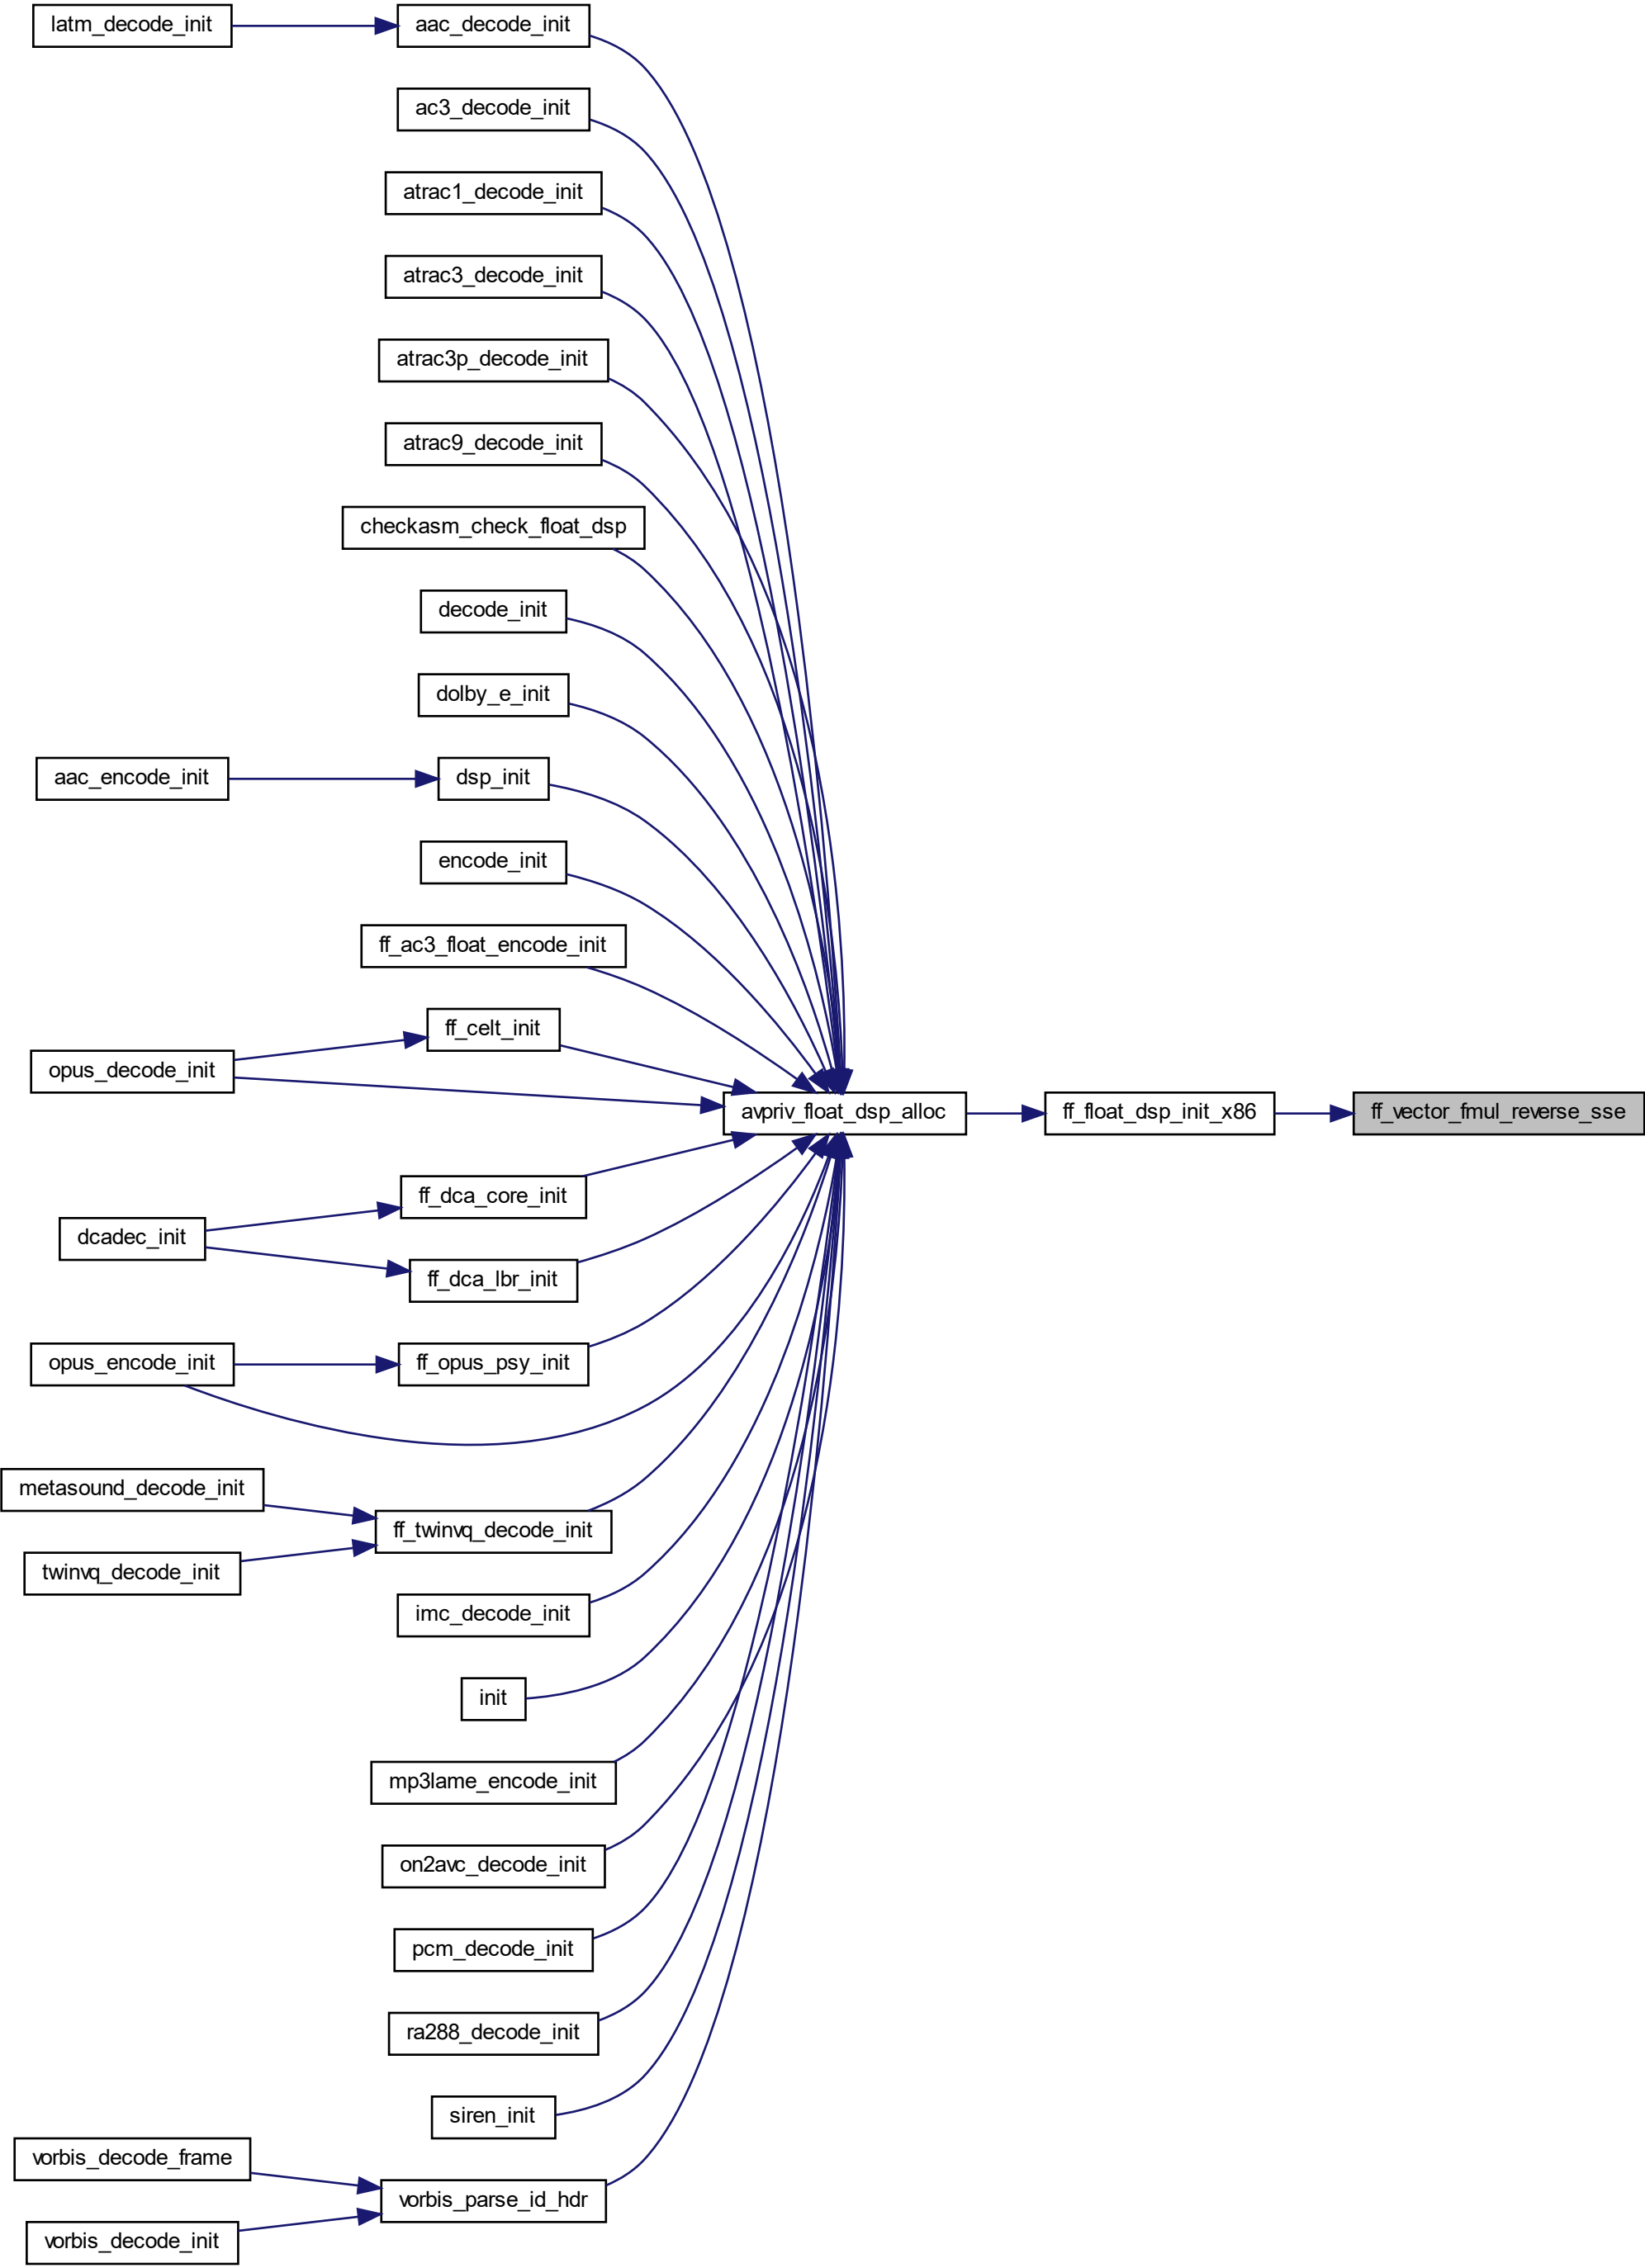 latm_decode_init
aac_decode_init
ac3_decode_init
atrac1_decode_init
atrac3_decode_init
atrac3p_decode_init
atrac9_decode_init
checkasm_check_float_dsp
decode_init
dolby_e_init
aac_encode_init
dsp_init
encode_init
ff_ac3_float_encode_init
ff_celt_init
opus_decode_init
avpriv_float_dsp_alloc
ff_float_dsp_init_x86
ff_vector_fmul_reverse_sse
ff_dca_core_init
dcadec_init
ff_dca_lbr_init
opus_encode_init
ff_opus_psy_init
metasound_decode_init
ff_twinvq_decode_init
twinvq_decode_init
imc_decode_init
init
mp3lame_encode_init
on2avc_decode_init
pcm_decode_init
ra288_decode_init
siren_init
vorbis_decode_frame
vorbis_parse_id_hdr
vorbis_decode_init